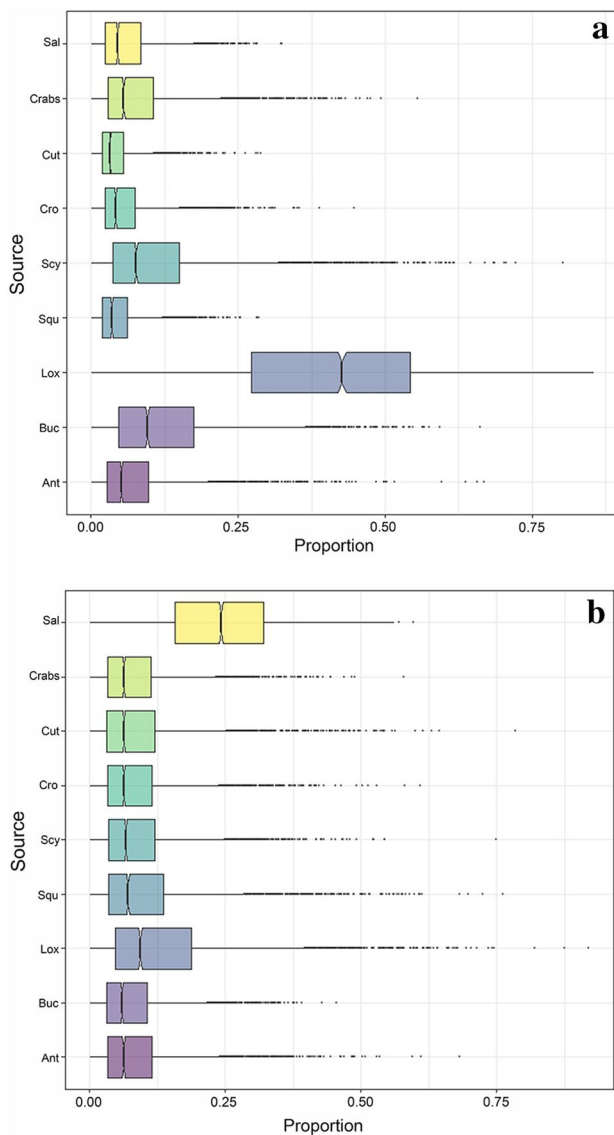 a
Sal
Crabs
Cut
Cro
Scy
Squ
Lox
Buc
Ant
Source
0.00 0.25 0.50 0.75
Proportion
b
Sal
Crabs
Cut
Cro
Scy
Squ
Lox
Buc
Ant
Source
0.00 0.25 0.50 0.75
Proportion